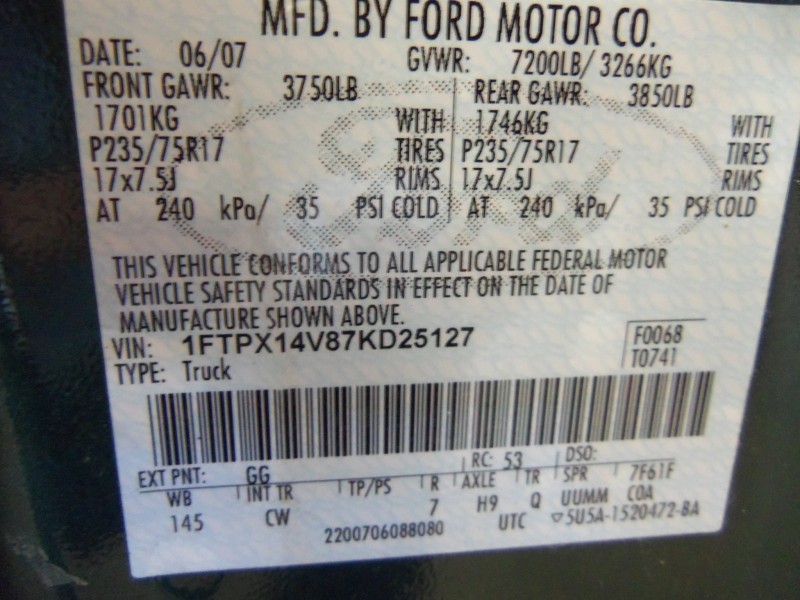 MFD. BY FORD MOTOR CO.
DATE: 06/07 GVWR: 7200LB/ 3266KG
FRONT GAWR: 3750LB REAR GAWR: 3850LB
1701KG WITH 1746KG WITH
P235/75R17 TIRES P235/75R17 TIRES
17x7.5J RIMS 17x7.5J RIMS
AT 240 kPa/ 35 PSI COLD AT 240 kPa/ 35 PSI COLD
Ford
THIS VEHICLE CONFORMS TO ALL APPLICABLE FEDERAL MOTOR
VEHICLE SAFETY STANDARDS IN EFFECT ON THE DATE OF
MANUFACTURE SHOWN ABOVE.
VIN: 1FTPX14V87KD25127 F0068
TYPE: Truck T0741
EXT PNT: GG RC: 53 DSO:
WB INT TR TP/PS R AXLE TR SPR 7F61F
145 CW 7 H9 Q UUMM COA
2200706088080 UTC ▽5U5A-1520472-BA